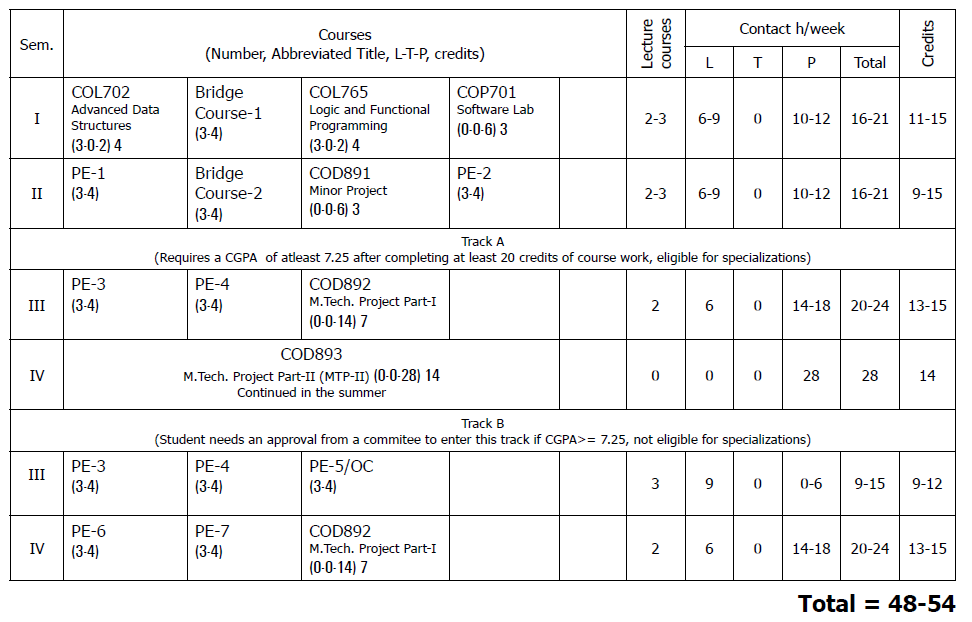 Sem.
Courses
(Number, Abbreviated Title, L-T-P, credits)
Lecture
courses
Contact h/week
L T P Total
Credits
I
COL702
Advanced Data
Structures
(3-0-2) 4
Bridge
Course-1
(3-4)
COL765
Logic and Functional
Programming
(3-0-2) 4
COP701
Software Lab
(0-0-6) 3
2-3 6-9 0 10-12 16-21 11-15
II
PE-1
(3-4)
Bridge
Course-2
(3-4)
COD891
Minor Project
(0-0-6) 3
PE-2
(3-4)
2-3 6-9 0 10-12 16-21 9-15
Track A
(Requires a CGPA of atleast 7.25 after completing at least 20 credits of course work, eligible for specializations)
III
PE-3
(3-4)
PE-4
(3-4)
COD892
M.Tech. Project Part-I
(0-0-14) 7
2 6 0 14-18 20-24 13-15
IV
COD893
M.Tech. Project Part-II (MTP-II) (0-0-28) 14
Continued in the summer
0 0 0 28 28 14
Track B
(Student needs an approval from a commitee to enter this track if CGPA>= 7.25, not eligible for specializations)
III
PE-3
(3-4)
PE-4
(3-4)
PE-5/OC
(3-4)
3 9 0 0-6 9-15 9-12
IV
PE-6
(3-4)
PE-7
(3-4)
COD892
M.Tech. Project Part-I
(0-0-14) 7
2 6 0 14-18 20-24 13-15
Total = 48-54